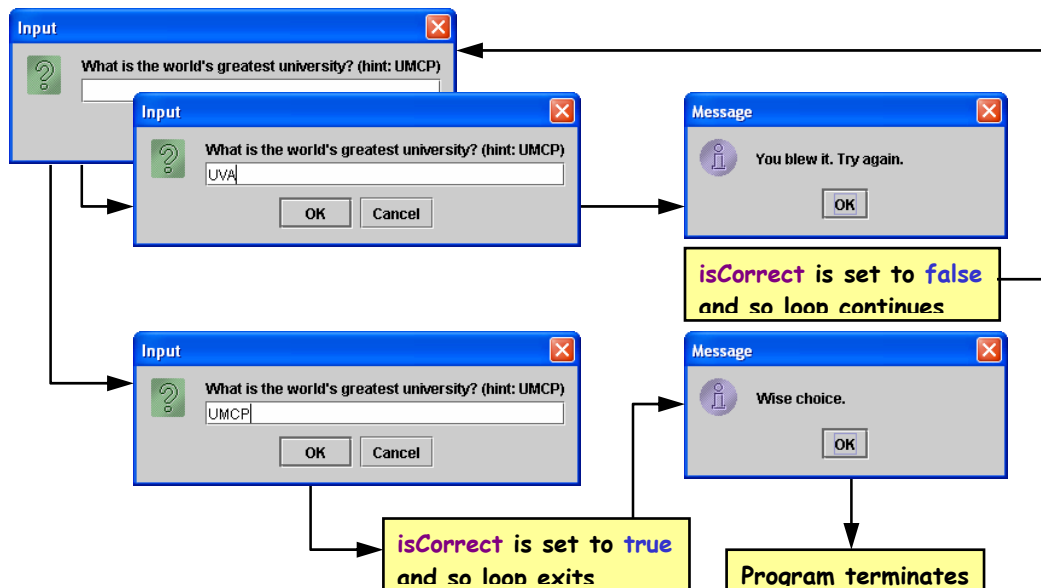 Input
What is the world's greatest university? (hint: UMCP)
Input
What is the world's greatest university? (hint: UMCP)
UVA
OK
Cancel
Message
You blew it. Try again.
OK
isCorrect is set to false
and so loop continues
Input
What is the world's greatest university? (hint: UMCP)
UMCP
OK
Cancel
Message
Wise choice.
OK
isCorrect is set to true
and so loop exits
Program terminates